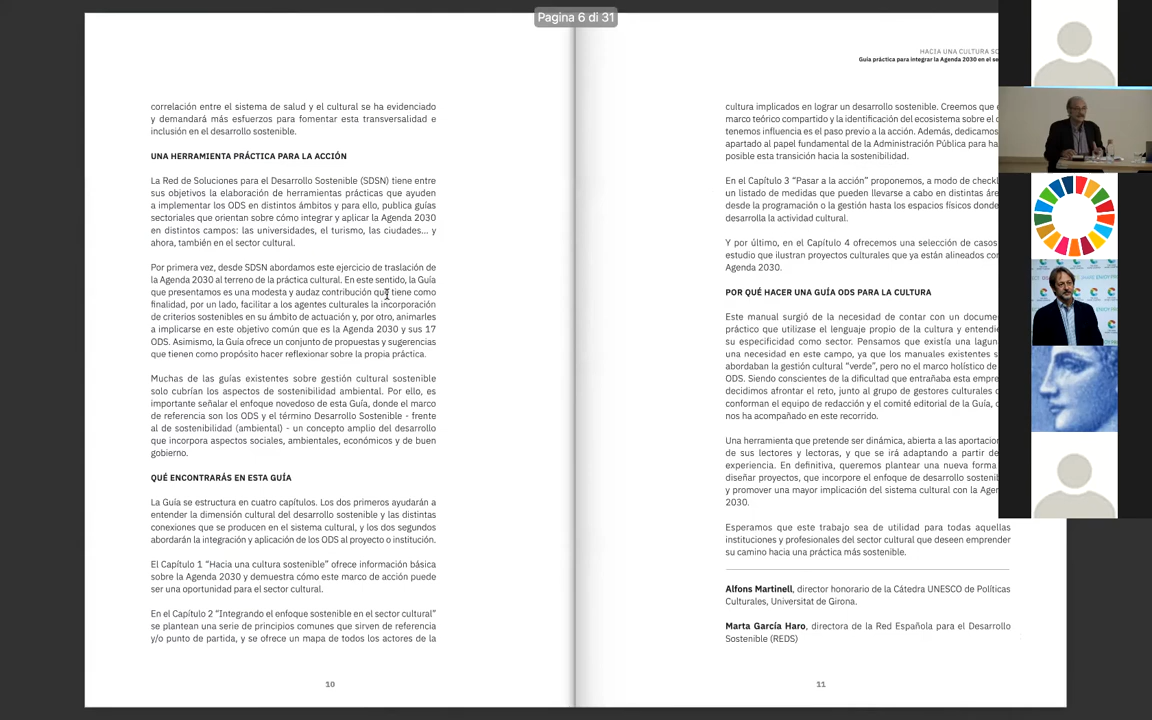 Pagina 6 di 31
correlación entre el sistema de salud y el cultural se ha evidenciado
y demandará más esfuerzos para fomentar esta transversalidad e
inclusión en el desarrollo sostenible.
UNA HERRAMIENTA PRÁCTICA PARA LA ACCIÓN
La Red de Soluciones para el Desarrollo Sostenible (SDSN) tiene entre
sus objetivos la elaboración de herramientas prácticas que ayuden
a implementar los ODS en distintos ámbitos y para ello, publica guías
sectoriales que orientan sobre cómo integrar y aplicar la Agenda 2030
en distintos campos: las universidades, el turismo, las ciudades... y
ahora, también en el sector cultural.
Por primera vez, desde SDSN abordamos este ejercicio de traslación de
la Agenda 2030 al terreno de la práctica cultural. En este sentido, la Guía
que presentamos es una modesta y audaz contribución que tiene como
finalidad, por un lado, facilitar a los agentes culturales la incorporación
de criterios sostenibles en su ámbito de actuación y, por otro, animarles
a implicarse en este objetivo común que es la Agenda 2030 y sus 17
ODS. Asimismo, la Guía ofrece un conjunto de propuestas y sugerencias
que tienen como propósito hacer reflexionar sobre la propia práctica.
Muchas de las guías existentes sobre gestión cultural sostenible
solo cubrían los aspectos de sostenibilidad ambiental. Por ello, es
importante señalar el enfoque novedoso de esta Guía, donde el marco
de referencia son los ODS y el término Desarrollo Sostenible - frente
al de sostenibilidad (ambiental) - un concepto amplio del desarrollo
que incorpora aspectos sociales, ambientales, económicos y de buen
gobierno.
QUÉ ENCONTRARÁS EN ESTA GUÍA
La Guía se estructura en cuatro capítulos. Los dos primeros ayudarán a
entender la dimensión cultural del desarrollo sostenible y las distintas
conexiones que se producen en el sistema cultural, y los dos segundos
abordarán la integración y aplicación de los ODS al proyecto o institución.
El Capítulo 1 “Hacia una cultura sostenible” ofrece información básica
sobre la Agenda 2030 y demuestra cómo este marco de acción puede
ser una oportunidad para el sector cultural.
En el Capítulo 2 “Integrando el enfoque sostenible en el sector cultural”
se plantean una serie de principios comunes que sirven de referencia
y/o punto de partida, y se ofrece un mapa de todos los actores de la
10
HACIA UNA CULTURA SO
Guía práctica para integrar la Agenda 2030 en el se
cultura implicados en lograr un desarrollo sostenible. Creemos que
marco teórico compartido y la identificación del ecosistema sobre el
tenemos influencia es el paso previo a la acción. Además, dedicamos
apartado al papel fundamental de la Administración Pública para ha
posible esta transición hacia la sostenibilidad.
En el Capítulo 3 “Pasar a la acción” proponemos, a modo de checkl
un listado de medidas que pueden llevarse a cabo en distintas áre
desde la programación o la gestión hasta los espacios físicos donde
desarrolla la actividad cultural.
Y por último, en el Capítulo 4 ofrecemos una selección de casos
estudio que ilustran proyectos culturales que ya están alineados con
Agenda 2030.
POR QUÉ HACER UNA GUÍA ODS PARA LA CULTURA
Este manual surgió de la necesidad de contar con un docume
práctico que utilizase el lenguaje propio de la cultura y entendie
su especificidad como sector. Pensamos que existía una lagun
una necesidad en este campo, ya que los manuales existentes s
abordaban la gestión cultural “verde”, pero no el marco holístico de
ODS. Siendo conscientes de la dificultad que entrañaba esta empre
decidimos afrontar el reto, junto al grupo de gestores culturales
conforman el equipo de redacción y el comité editorial de la Guía,
nos ha acompañado en este recorrido.
Una herramienta que pretende ser dinámica, abierta a las aportacion
de sus lectores y lectoras, y que se irá adaptando a partir de
experiencia. En definitiva, queremos plantear una nueva forma
diseñar proyectos, que incorpore el enfoque de desarrollo sostenib
y promover una mayor implicación del sistema cultural con la Agen
2030.
Esperamos que este trabajo sea de utilidad para todas aquellas
instituciones y profesionales del sector cultural que deseen emprender
su camino hacia una práctica más sostenible.
Alfons Martinell, director honorario de la Cátedra UNESCO de Políticas
Culturales, Universitat de Girona.
Marta García Haro, directora de la Red Española para el Desarrollo
Sostenible (REDS)
11